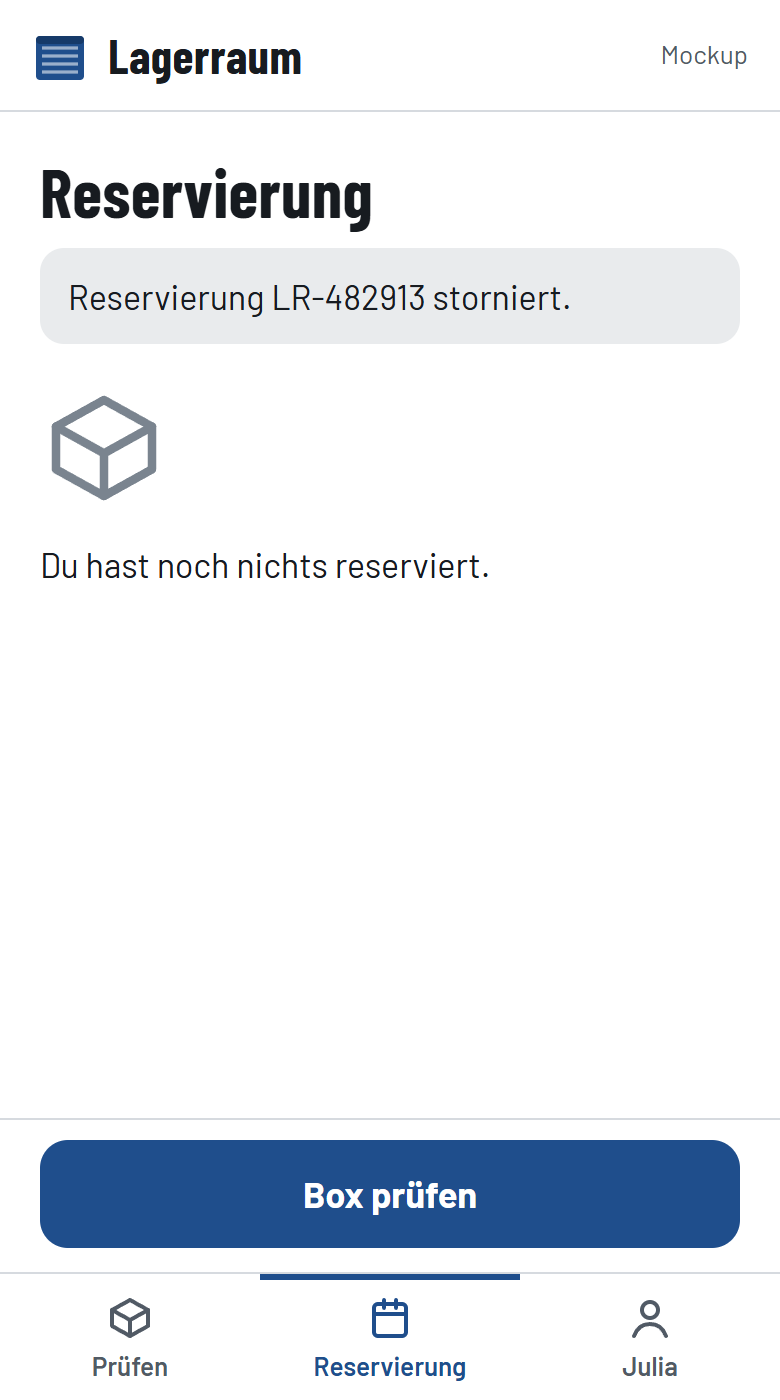 Lagerraum
Mockup
Reservierung
Reservierung LR-482913 storniert.
Du hast noch nichts reserviert.
Box prüfen
Prüfen
Reservierung
Julia